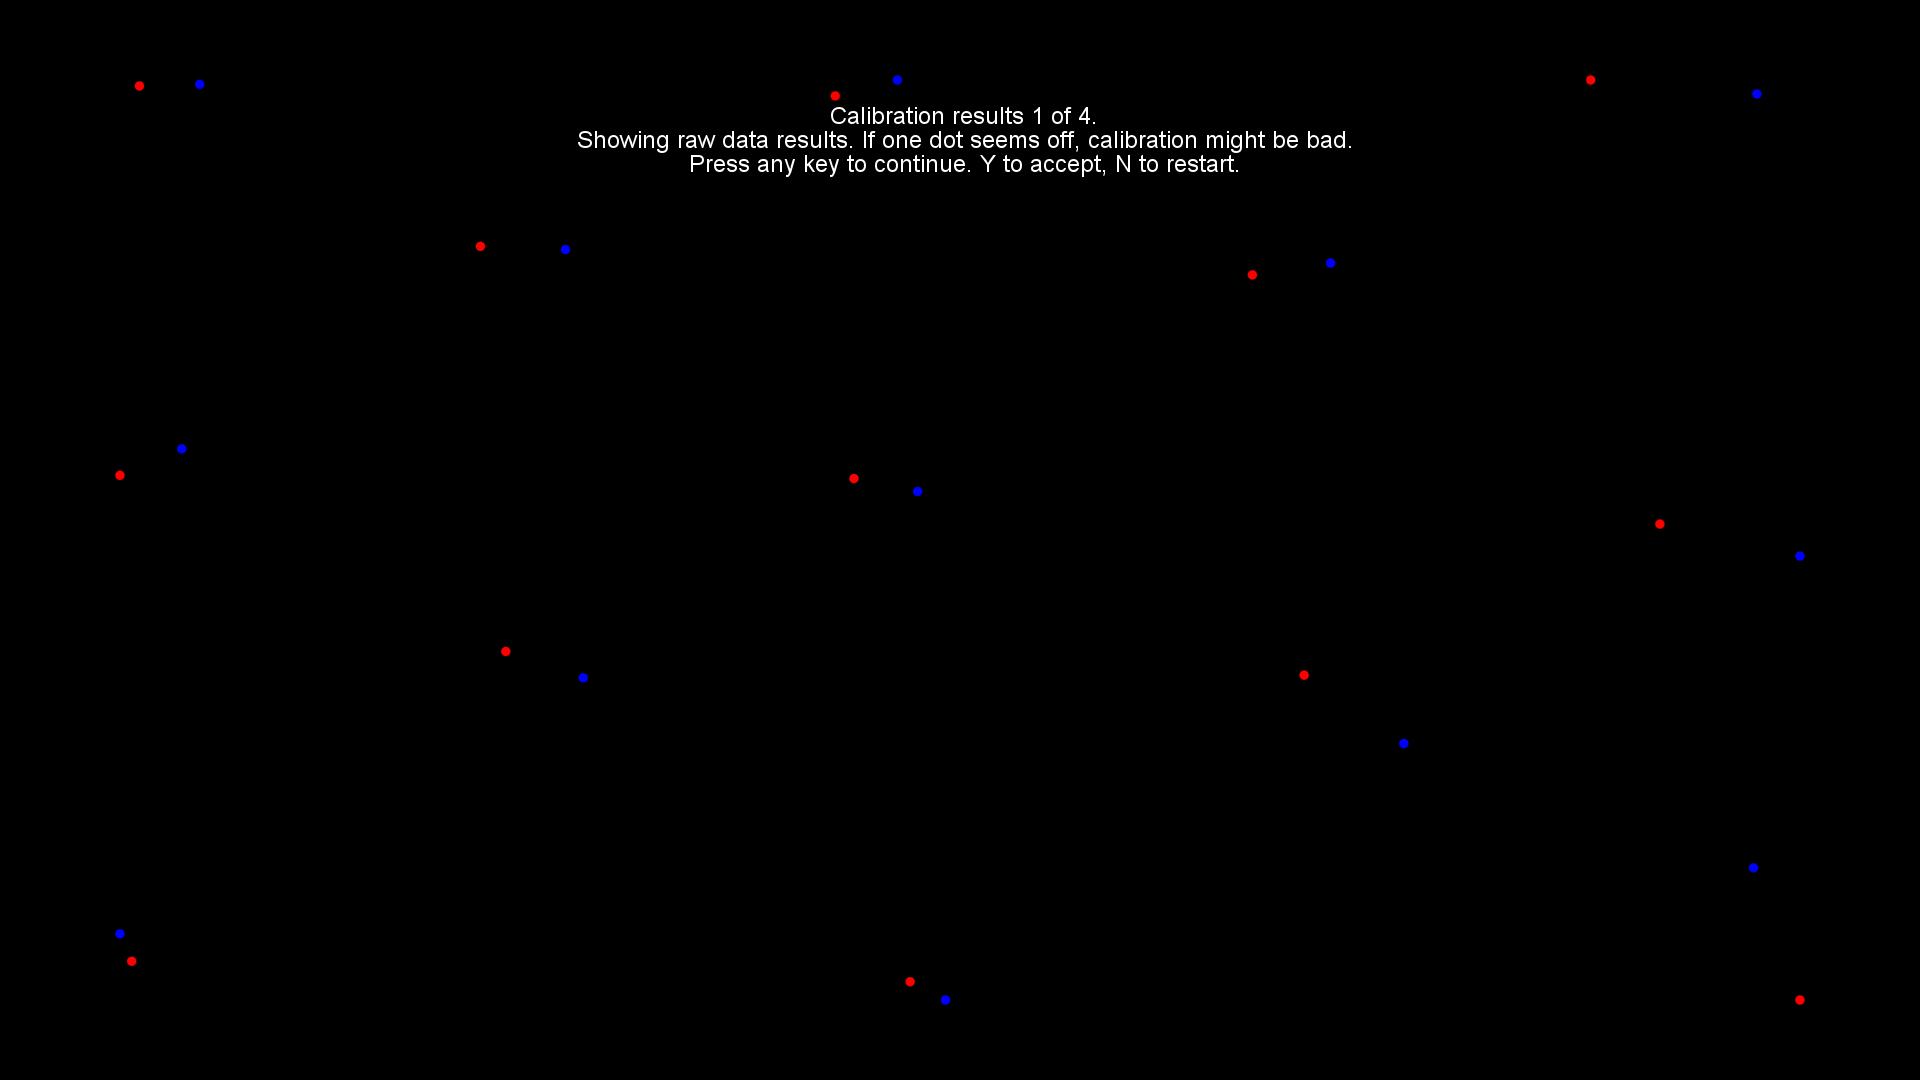 Calibration results 1 of 4.
Showing raw data results. If one dot seems off, calibration might be bad.
Press any key to continue. Y to accept, N to restart.